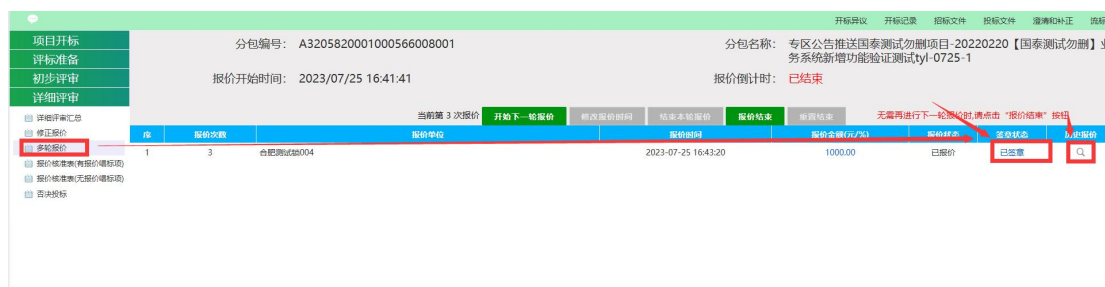 开标异议 开标记录 招标文件 投标文件 澄清和补正 流标
项目开标
评标准备
初步评审
详细评审
详细评审汇总
修正报价
多轮报价
报价核准表(有报价唱标项)
报价核准表(无报价唱标项)
否决投标
分包编号： A3205820001000566008001
分包名称： 专区公告推送国泰测试勿删项目-20220220【国泰测试勿删】业
务系统新增功能验证测试tyl-0725-1
报价开始时间： 2023/07/25 16:41:41
报价倒计时： 已结束
当前第 3 次报价 开始下一轮报价 修改报价时间 结束本轮报价 报价结束 重置结束 无需再进行下一轮报价时,请点击 "报价结束" 按钮
序 报价次数 报价单位 报价时间 报价金额(元/%) 报价状态 签章状态 历史报价
1 3 合肥测试 004 2023-07-25 16:43:20 1000.00 已报价 已签章